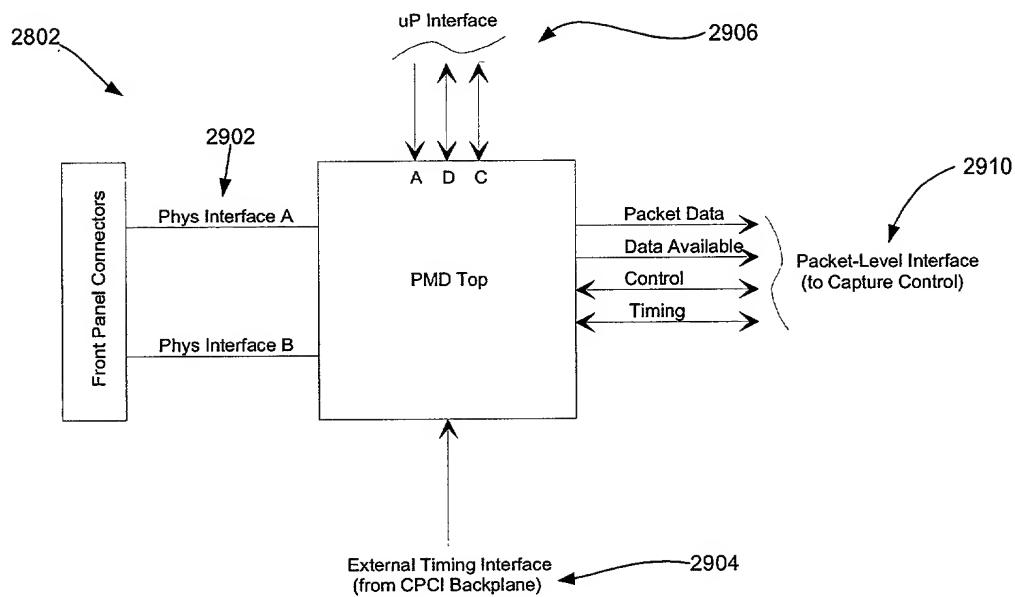 uP Interface
2906
2802
2902
2910
A D C
Front Panel Connectors
Phys Interface A
Packet Data
Data Available
Packet-Level Interface
(to Capture Control)
PMD Top
Control
Timing
Phys Interface B
External Timing Interface
(from CPCI Backplane)
2904